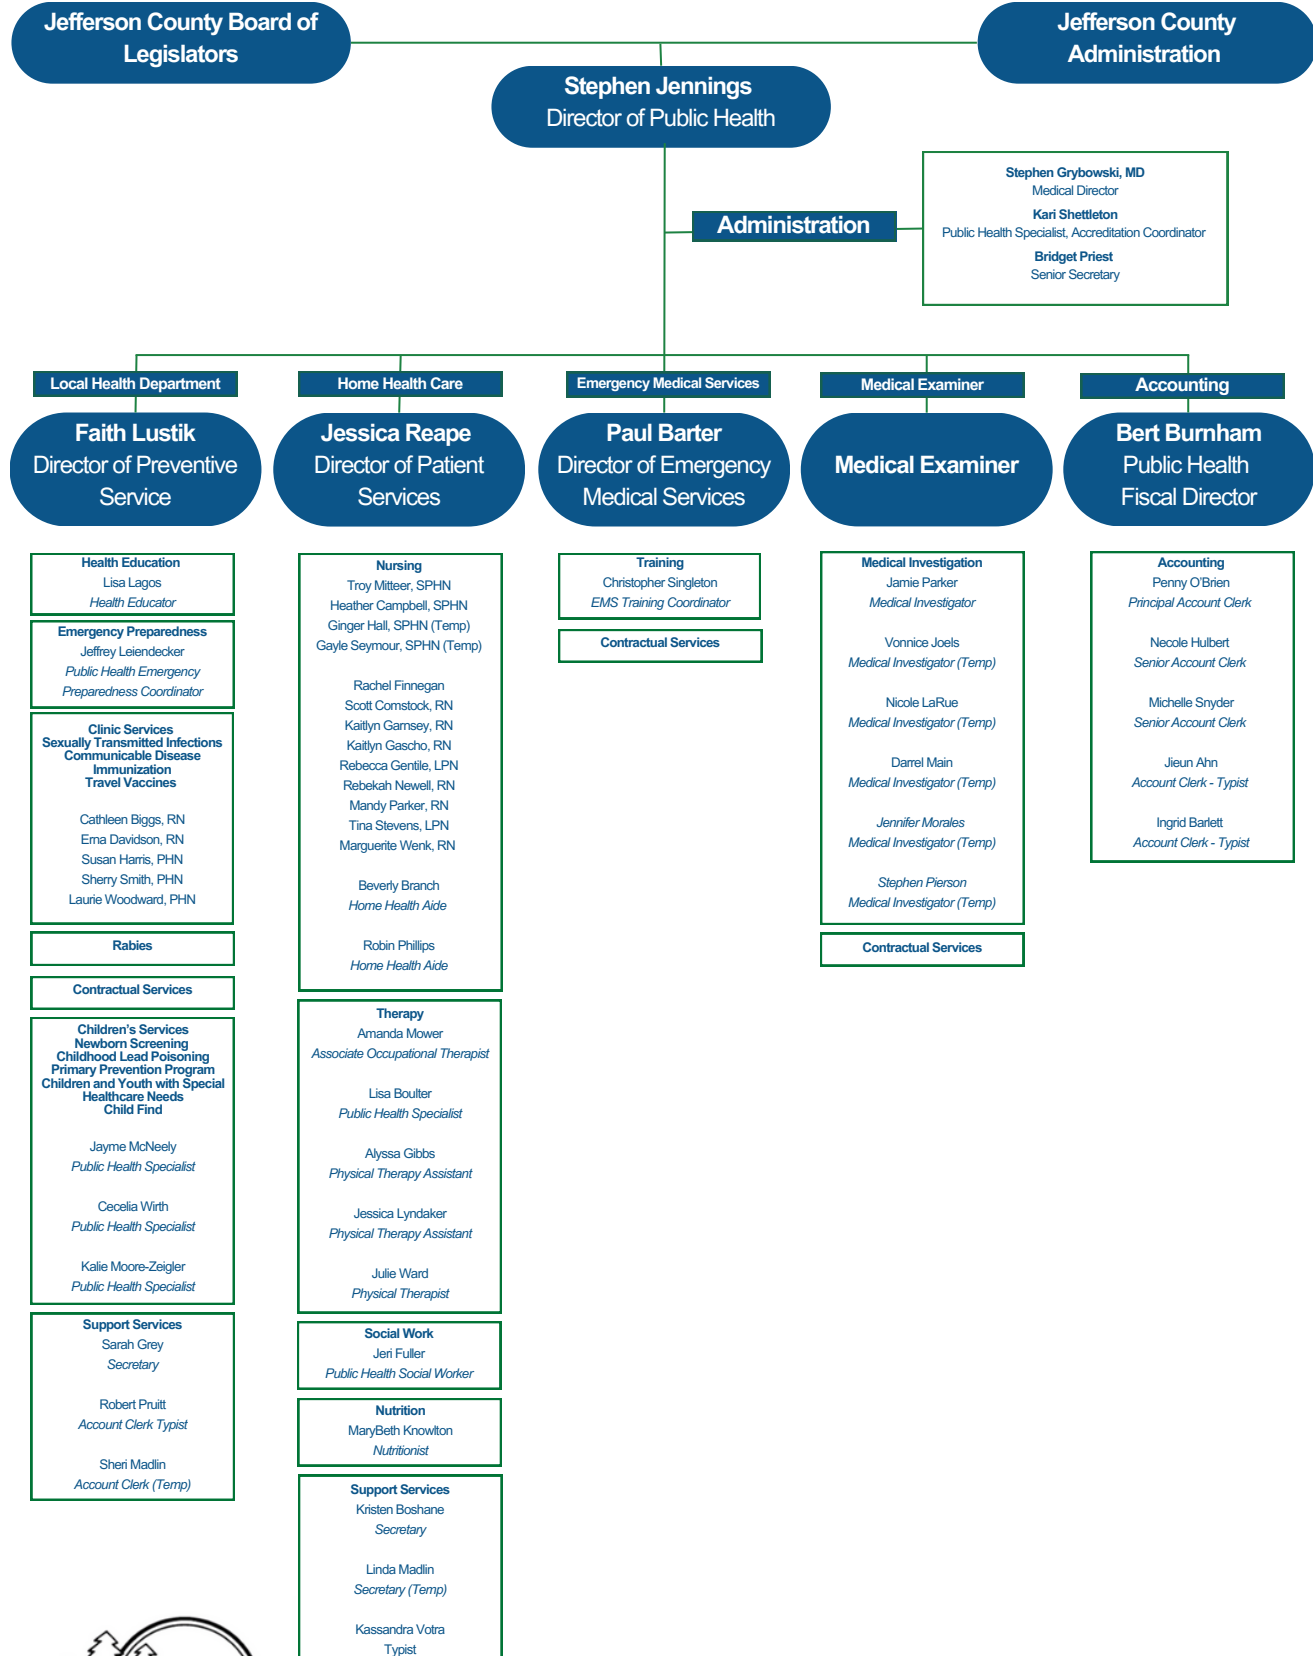 Jefferson County Board of
Legislators
Jefferson County
Administration
Stephen Jennings
Director of Public Health
Administration
Stephen Grybowski, MD
Medical Director
Kari Shettleton
Public Health Specialist, Accreditation Coordinator
Bridget Priest
Senior Secretary
Local Health Department
Faith Lustik
Director of Preventive
Service
Health Education
Lisa Lagos
Health Educator
Emergency Preparedness
Jeffrey Leiendecker
Public Health Emergency
Preparedness Coordinator
Clinic Services
Sexually Transmitted Infections
Communicable Disease
Immunization
Travel Vaccines
Cathleen Biggs, RN
Erna Davidson, RN
Susan Harris, PHN
Sherry Smith, PHN
Laurie Woodward, PHN
Rabies
Contractual Services
Children's Services
Newborn Screening
Childhood Lead Poisoning
Primary Prevention Program
Children and Youth with Special
Healthcare Needs
Child Find
Jayme McNeely
Public Health Specialist
Cecelia Wirth
Public Health Specialist
Kalie Moore-Zeigler
Public Health Specialist
Support Services
Sarah Grey
Secretary
Robert Pruitt
Account Clerk Typist
Sheri Madlin
Account Clerk (Temp)
Home Health Care
Jessica Reape
Director of Patient
Services
Nursing
Troy Mitteer, SPHN
Heather Campbell, SPHN
Ginger Hall, SPHN (Temp)
Gayle Seymour, SPHN (Temp)
Rachel Finnegan
Scott Comstock, RN
Kaitlyn Garnsey, RN
Kaitlyn Gascho, RN
Rebecca Gentile, LPN
Rebekah Newell, RN
Mandy Parker, RN
Tina Stevens, LPN
Marguerite Wenk, RN
Beverly Branch
Home Health Aide
Robin Phillips
Home Health Aide
Therapy
Amanda Mower
Associate Occupational Therapist
Lisa Boulter
Public Health Specialist
Alyssa Gibbs
Physical Therapy Assistant
Jessica Lyndaker
Physical Therapy Assistant
Julie Ward
Physical Therapist
Social Work
Jeri Fuller
Public Health Social Worker
Nutrition
MaryBeth Knowlton
Nutritionist
Support Services
Kristen Boshane
Secretary
Linda Madlin
Secretary (Temp)
Kassandra Votra
Typist
Emergency Medical Services
Paul Barter
Director of Emergency
Medical Services
Training
Christopher Singleton
EMS Training Coordinator
Contractual Services
Medical Examiner
Medical Examiner
Medical Investigation
Jamie Parker
Medical Investigator
Vonnice Joels
Medical Investigator (Temp)
Nicole LaRue
Medical Investigator (Temp)
Darrel Main
Medical Investigator (Temp)
Jennifer Morales
Medical Investigator (Temp)
Stephen Pierson
Medical Investigator (Temp)
Contractual Services
Accounting
Bert Burnham
Public Health
Fiscal Director
Accounting
Penny O'Brien
Principal Account Clerk
Necole Hulbert
Senior Account Clerk
Michelle Snyder
Senior Account Clerk
Jieun Ahn
Account Clerk - Typist
Ingrid Barlett
Account Clerk - Typist